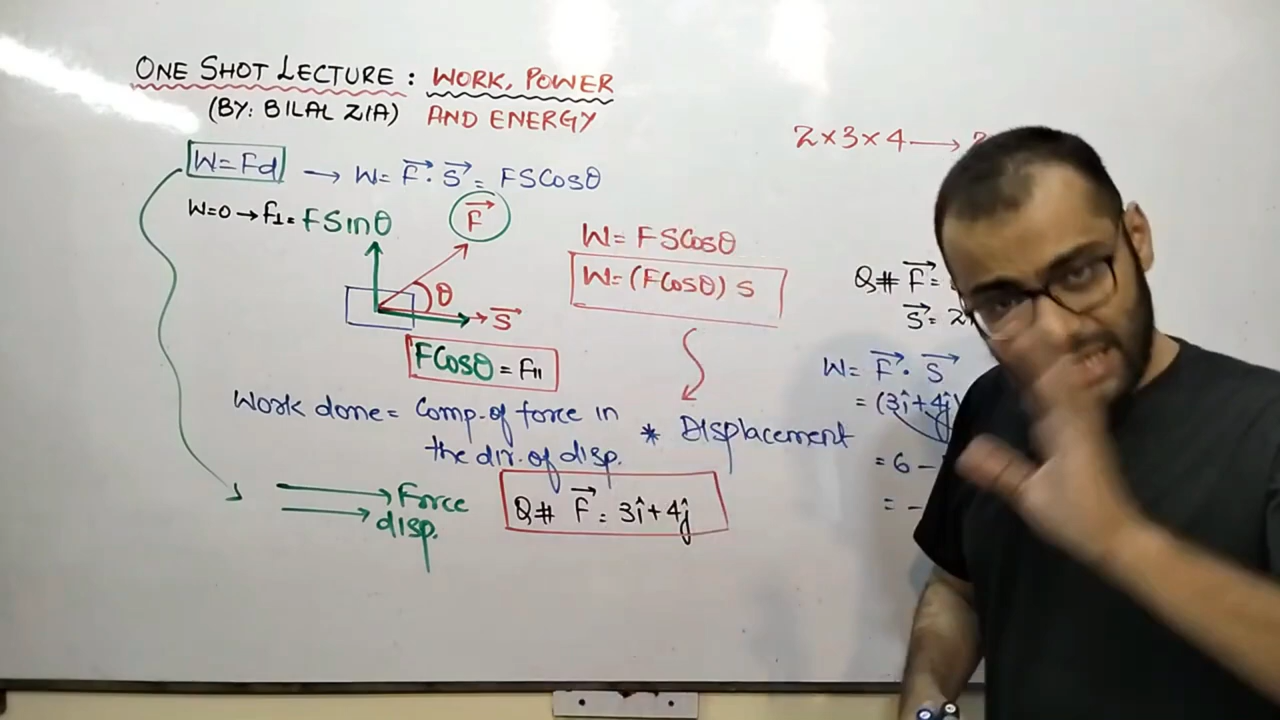 ONE SHOT LECTURE: WORK, POWER
(BY: BILAL ZIA) AND ENERGY
W=Fd → W= F⃗ · S⃗ = FSCosθ
W=0 → F⊥ = FSinθ
F⃗
θ
S⃗
FCosθ = F||
W= FSCosθ
W= (FCosθ) S
Work done = Comp. of force in
the dir. of disp. * Displacement
Force
disp.
Q# F⃗ = 3î+4ĵ
2×3×4 →
Q# F⃗ =
S⃗ = 2
W= F⃗ · S⃗
= (3î+4ĵ)
= 6 -
= -